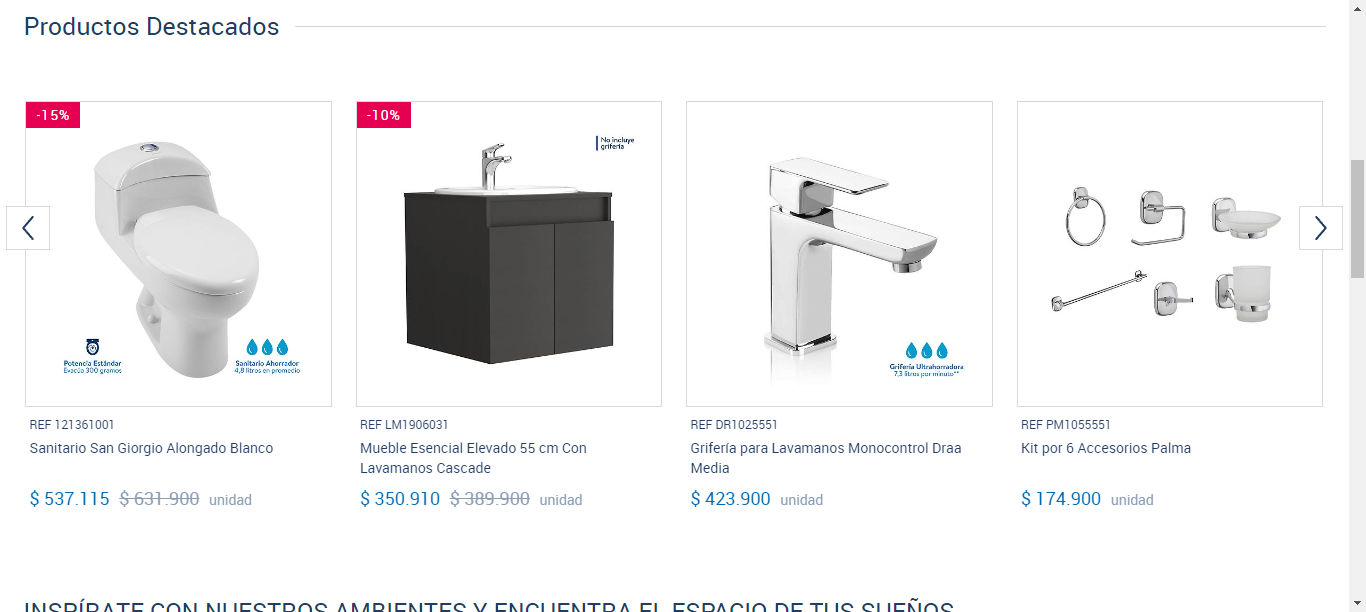 Productos Destacados
-15%
Potencia Estándar
Evacúa 300 gramos
Sanitario Ahorrador
4,8 litros en promedio
REF 121361001
Sanitario San Giorgio Alongado Blanco
$ 537.115 $ 631.900 unidad
-10%
No incluye
grifería
REF LM1906031
Mueble Esencial Elevado 55 cm Con
Lavamanos Cascade
$ 350.910 $ 389.900 unidad
Grifería Ultrahorradora
7,3 litros por minuto**
REF DR1025551
Grifería para Lavamanos Monocontrol Draa
Media
$ 423.900 unidad
REF PM1055551
Kit por 6 Accesorios Palma
$ 174.900 unidad
INSPÍRATE CON NUESTROS AMBIENTES Y ENCUENTRA EL ESPACIO DE TUS SUEÑOS